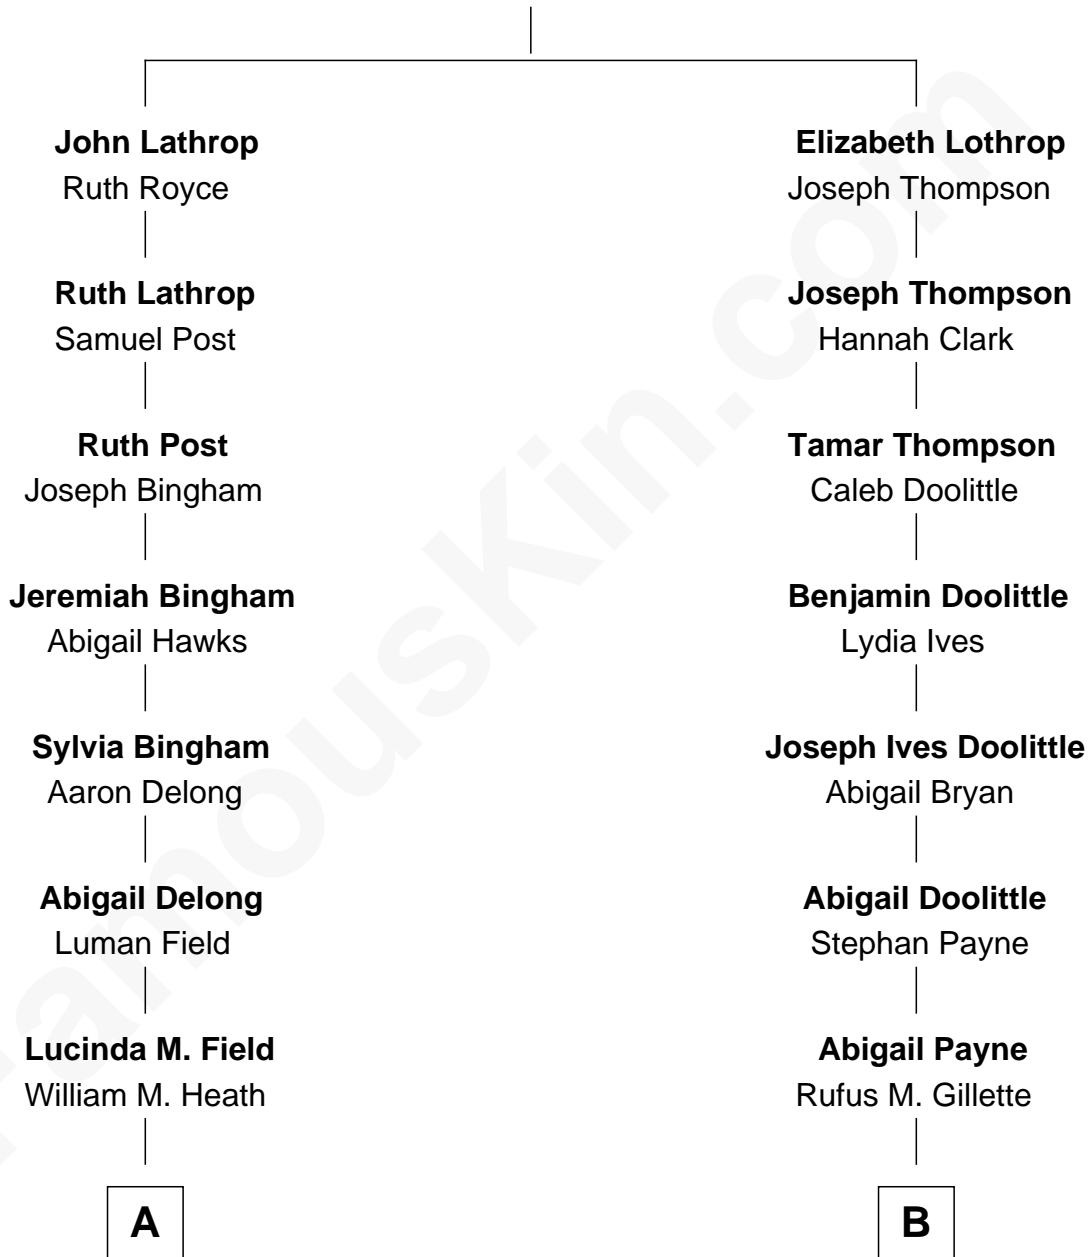 John Lathrop
Ruth Royce
Ruth Lathrop
Samuel Post
Ruth Post
Joseph Bingham
Jeremiah Bingham
Abigail Hawks
Sylvia Bingham
Aaron Delong
Abigail Delong
Luman Field
Lucinda M. Field
William M. Heath
A
Elizabeth Lothrop
Joseph Thompson
Joseph Thompson
Hannah Clark
Tamar Thompson
Caleb Doolittle
Benjamin Doolittle
Lydia Ives
Joseph Ives Doolittle
Abigail Bryan
Abigail Doolittle
Stephan Payne
Abigail Payne
Rufus M. Gillette
B
FamousKin.com